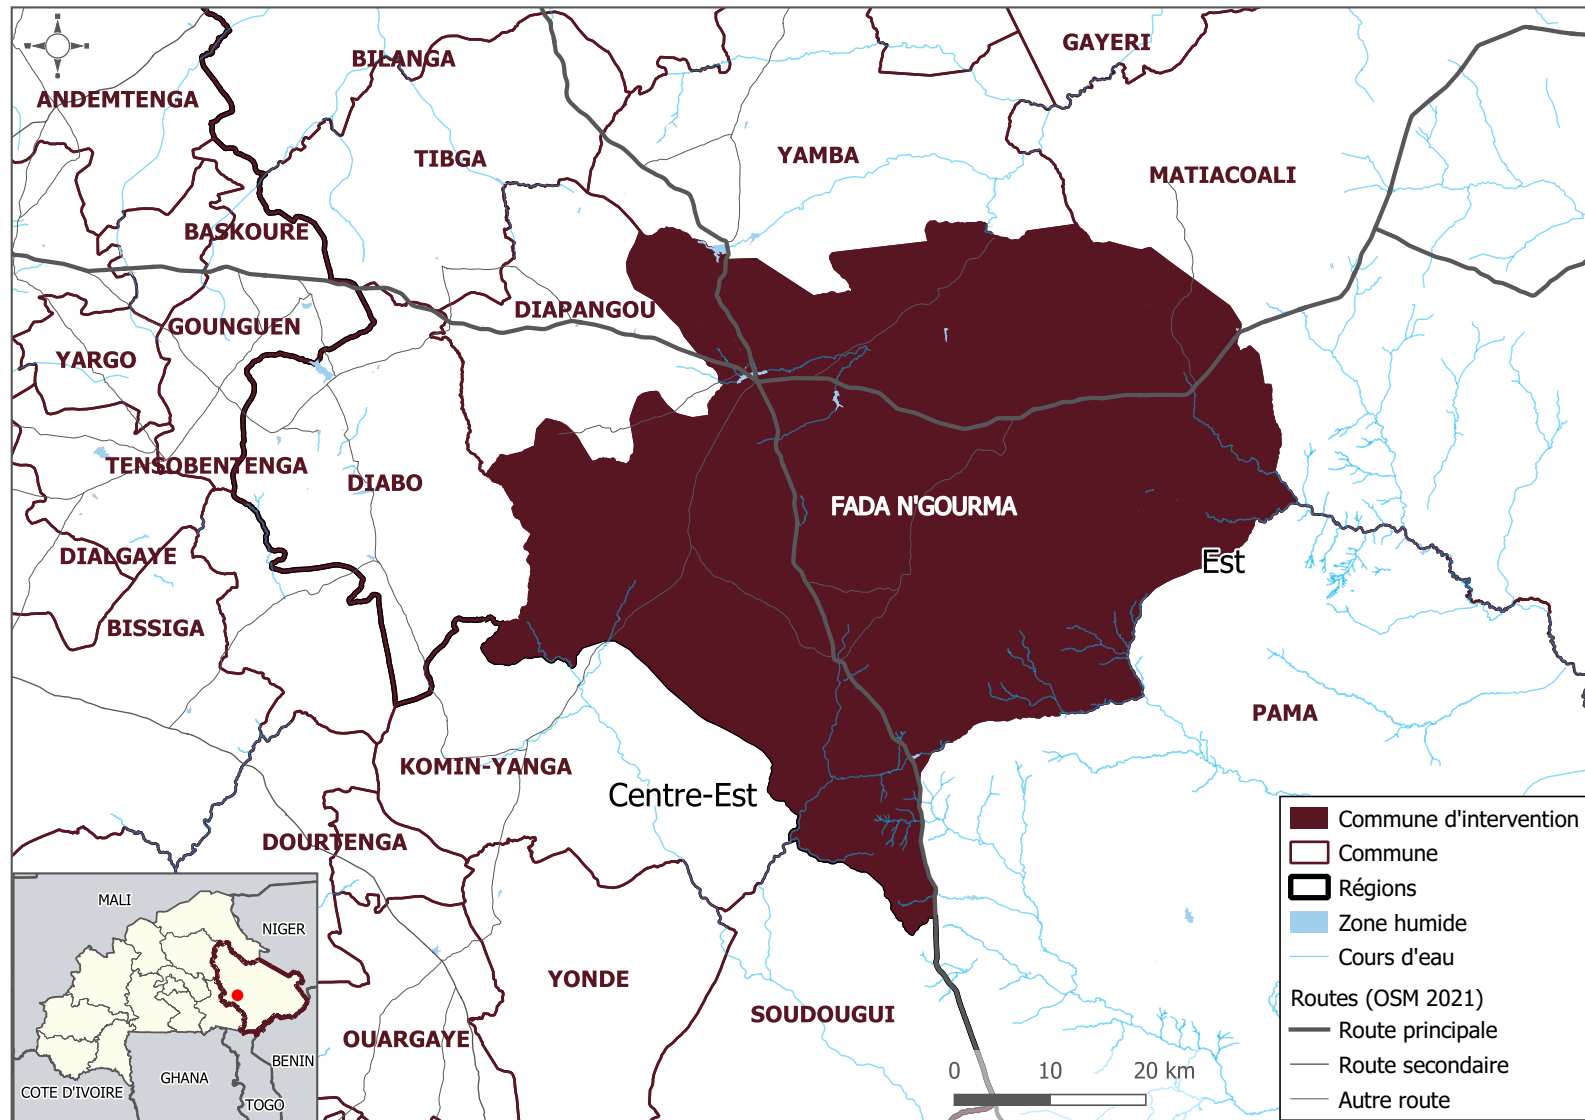 GAYERI
BILANGA
ANDEMTENGA
TIBGA
YAMBA
MATIACOALI
BASKOURE
DIAPANGOU
GOUNGUEN
YARGO
TENSOBENTENGA
DIABO
FADA N'GOURMA
DIALGAYE
Est
BISSIGA
PAMA
KOMIN-YANGA
Centre-Est
DOURTENGA
YONDE
SOUDOUGUI
OUARGAYE
MALI
NIGER
BENIN
GHANA
COTE D'IVOIRE
TOGO
0 10 20 km
Commune d'intervention
Commune
Régions
Zone humide
Cours d'eau
Routes (OSM 2021)
Route principale
Route secondaire
Autre route